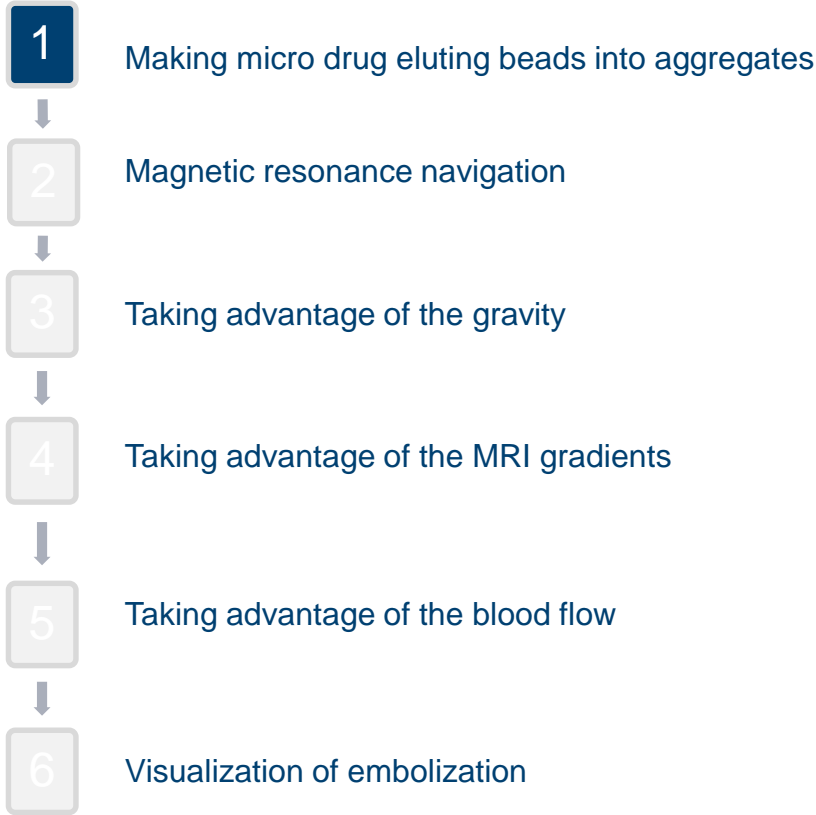 1
Making micro drug eluting beads into aggregates
2
Magnetic resonance navigation
3
Taking advantage of the gravity
4
Taking advantage of the MRI gradients
5
Taking advantage of the blood flow
6
Visualization of embolization